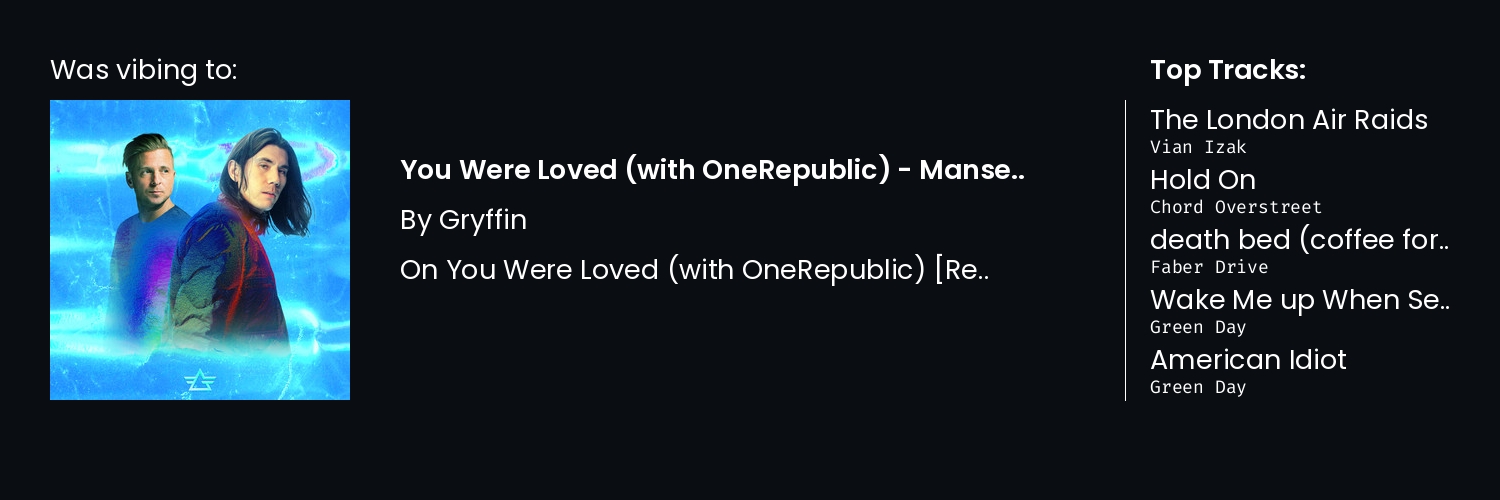 Was vibing to:
You Were Loved (with OneRepublic) - Manse..
By Gryffin
On You Were Loved (with OneRepublic) [Re..
Top Tracks:
The London Air Raids
Vian Izak
Hold On
Chord Overstreet
death bed (coffee for..
Faber Drive
Wake Me up When Se..
Green Day
American Idiot
Green Day